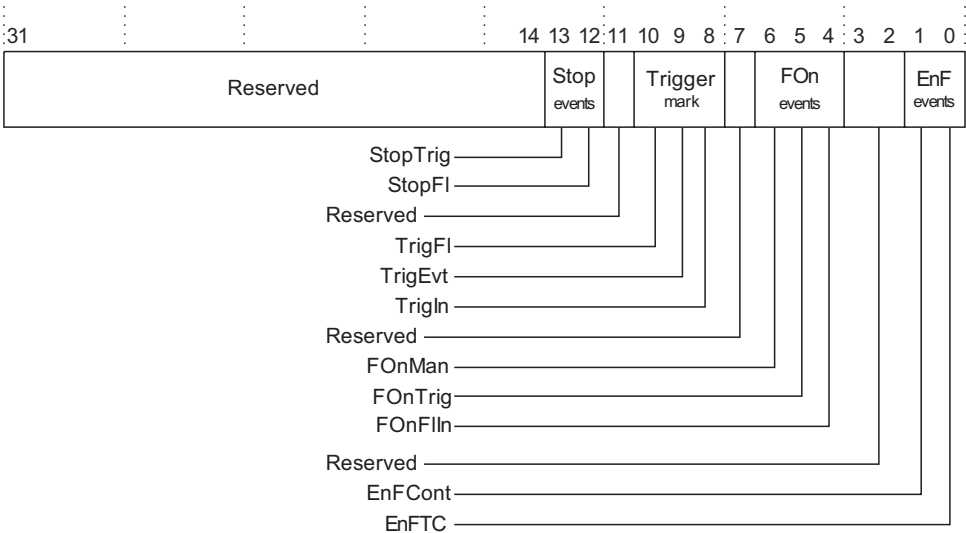 31 14 13 12 11 10 9 8 7 6 5 4 3 2 1 0
Reserved Stop Trigger FOn EnF
events mark events events
StopTrig
StopFl
Reserved
TrigFl
TrigEvt
TrigIn
Reserved
FOnMan
FOnTrig
FOnFlIn
Reserved
EnFCont
EnFTC